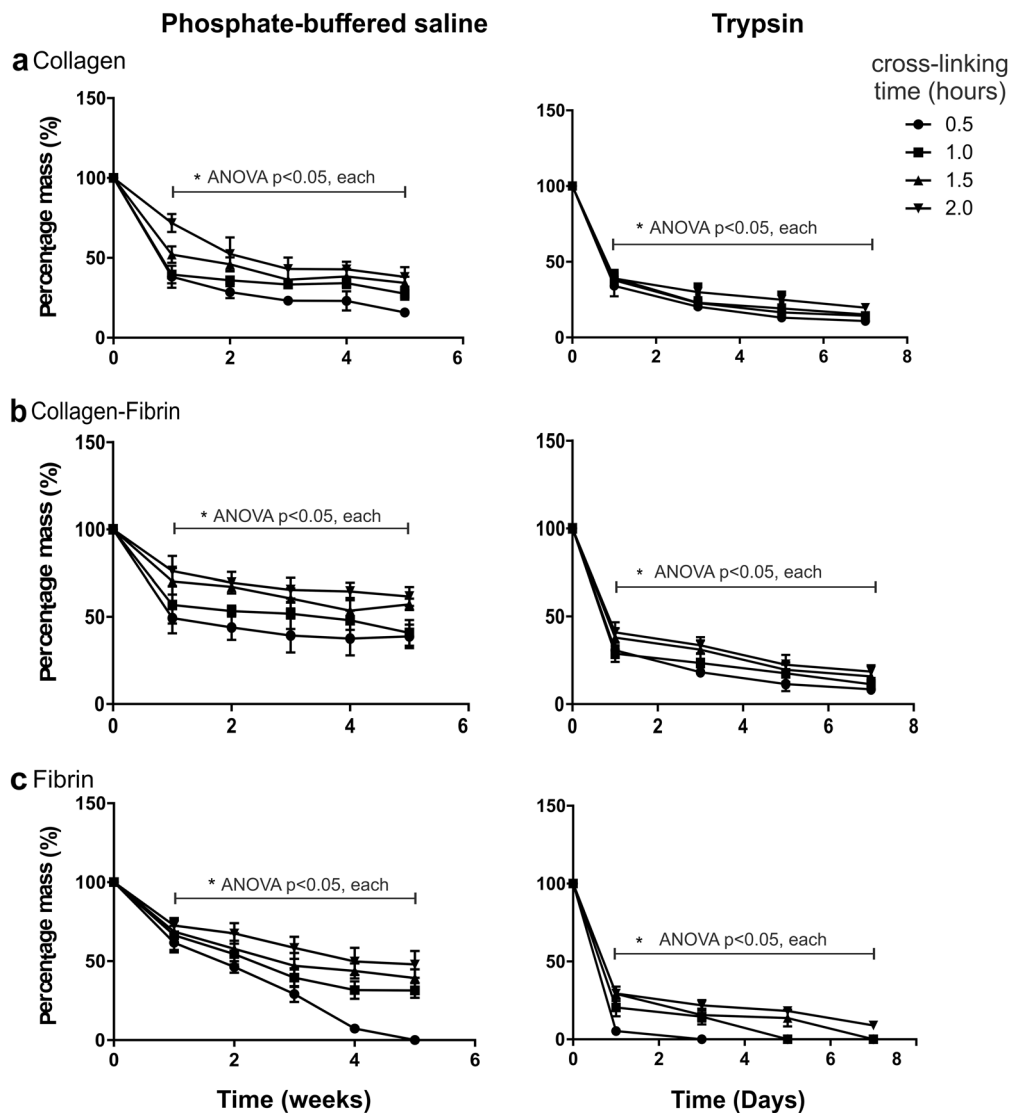 Phosphate-buffered saline
Trypsin
a Collagen
cross-linking
time (hours)
0.5
1.0
1.5
2.0
Percentage mass (%)
150
100
50
0
* ANOVA p<0.05, each
0 2 4 6
150
100
50
0
* ANOVA p<0.05, each
0 2 4 6 8
b Collagen-Fibrin
Percentage mass (%)
150
100
50
0
* ANOVA p<0.05, each
0 2 4 6
150
100
50
0
* ANOVA p<0.05, each
0 2 4 6 8
c Fibrin
Percentage mass (%)
150
100
50
0
* ANOVA p<0.05, each
0 2 4 6
Time (weeks)
150
100
50
0
* ANOVA p<0.05, each
0 2 4 6 8
Time (Days)